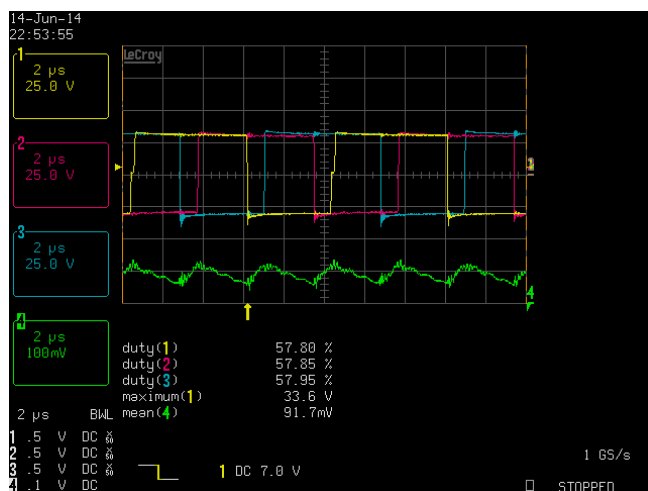 14-Jun-14
22:53:55
LeCroy
1
2 µs
25.0 V
2
2 µs
25.0 V
3
2 µs
25.0 V
4
2 µs
100mV
duty(1) 57.80 %
duty(2) 57.85 %
duty(3) 57.95 %
maximum(1) 33.6 V
mean(4) 91.7mV
2 µs BWL
1 .5 V DC
2 .5 V DC
3 .5 V DC
4 .1 V DC
1 DC 7.0 V
1 GS/s
STOPPED